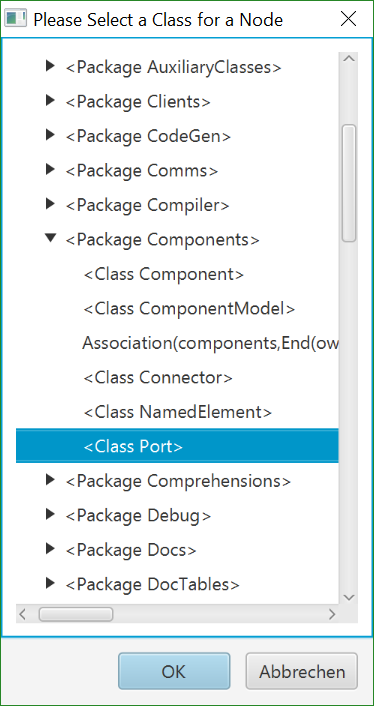 Please Select a Class for a Node
<Package AuxiliaryClasses>
<Package Clients>
<Package CodeGen>
<Package Comms>
<Package Compiler>
<Package Components>
<Class Component>
<Class ComponentModel>
Association(components,End(ow
<Class Connector>
<Class NamedElement>
<Class Port>
<Package Comprehensions>
<Package Debug>
<Package Docs>
<Package DocTables>
OK
Abbrechen